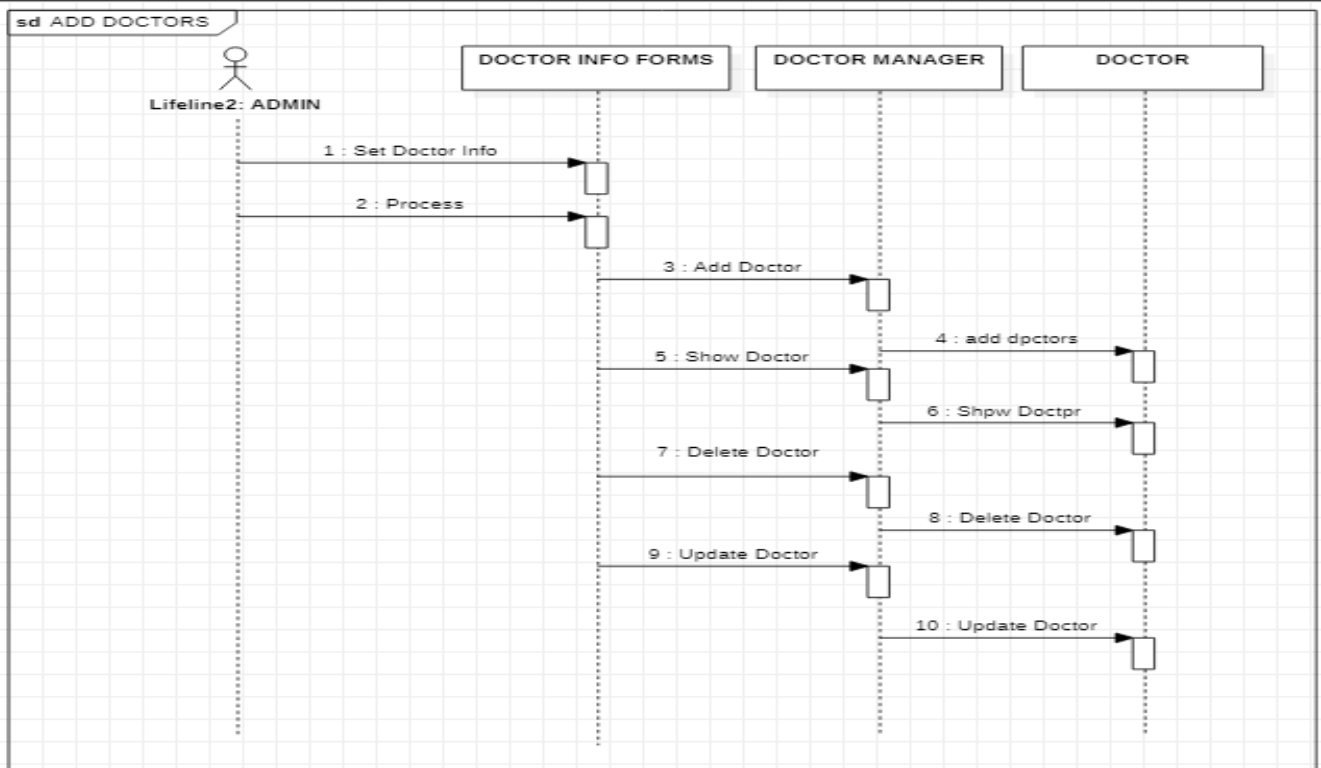 sd ADD DOCTORS
DOCTOR INFO FORMS
DOCTOR MANAGER
DOCTOR
Lifeline2: ADMIN
1 : Set Doctor Info
2 : Process
3 : Add Doctor
4 : add dpctors
5 : Show Doctor
6 : Shpw Doctpr
7 : Delete Doctor
8 : Delete Doctor
9 : Update Doctor
10 : Update Doctor